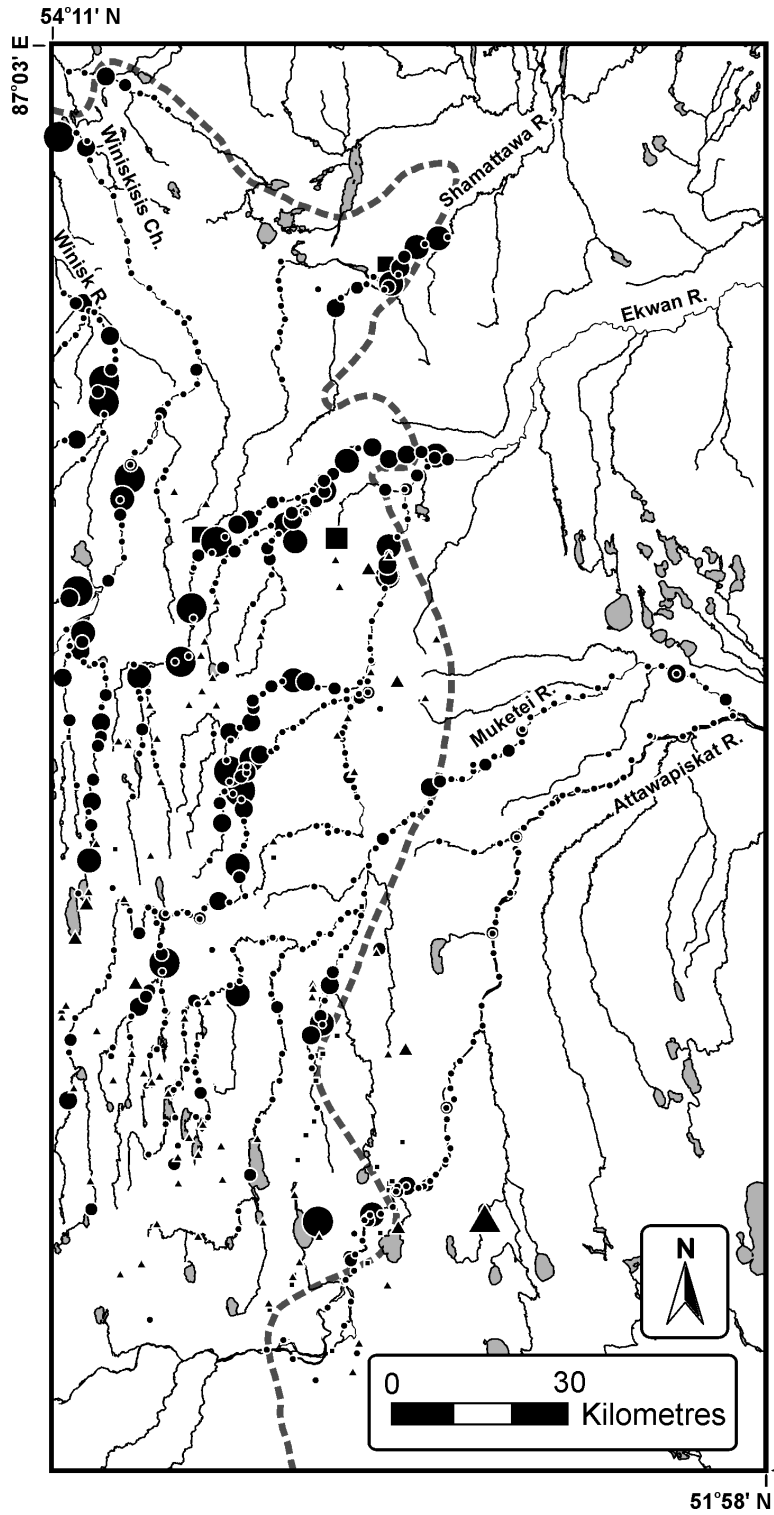 54°11' N
87°03' E
Winiskisis Ch.
Shamattawa R.
Winisk R.
Ekwan R.
Muketei R.
Attawapiskat R.
N
0 30
Kilometres
51°58' N